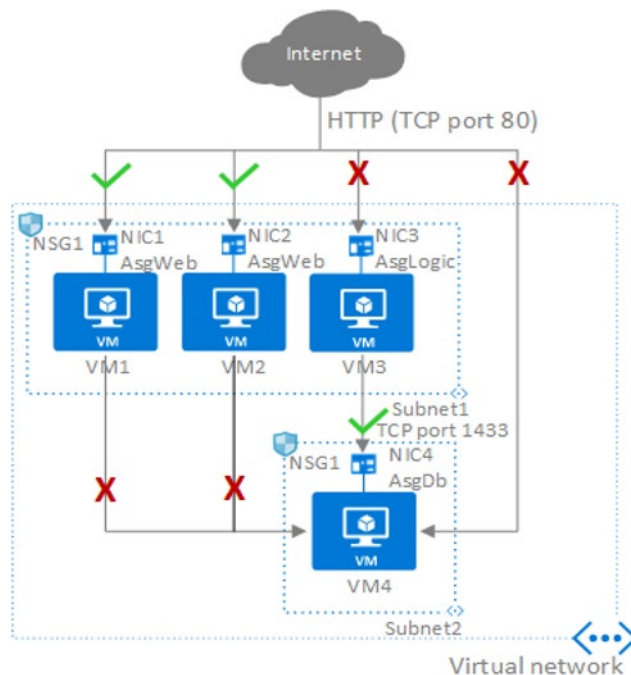 Internet
HTTP (TCP port 80)
X
X
NSG1
NIC1
AsgWeb
NIC2
AsgWeb
NIC3
AsgLogic
VM
VM
VM
VM1
VM2
VM3
Subnet1
TCP port 1433
X
X
NSG1
NIC4
AsgDb
VM
VM4
Subnet2
Virtual network